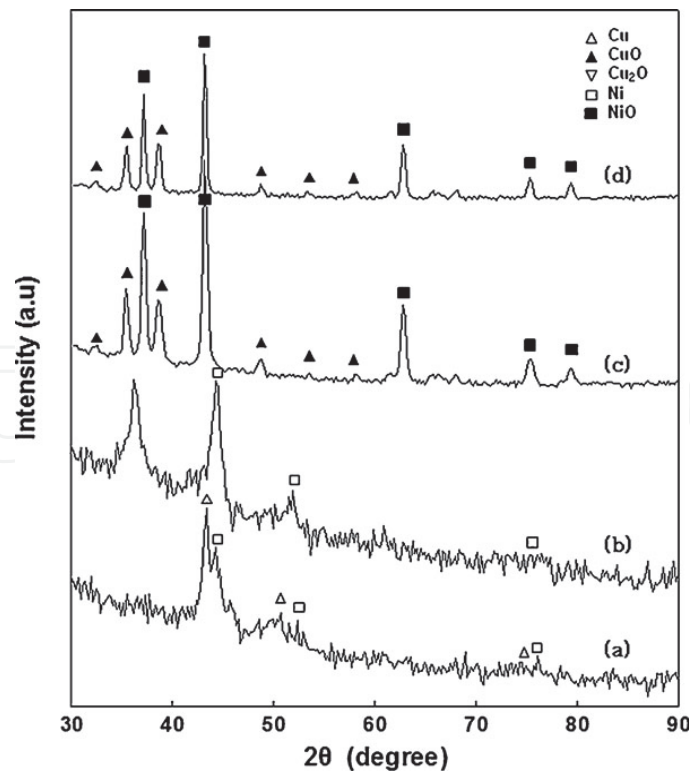 △ Cu
▲ CuO
▽ Cu₂O
□ Ni
■ NiO
(d)
(c)
(b)
(a)
Intensity (a.u)
30 40 50 60 70 80 90
2θ (degree)